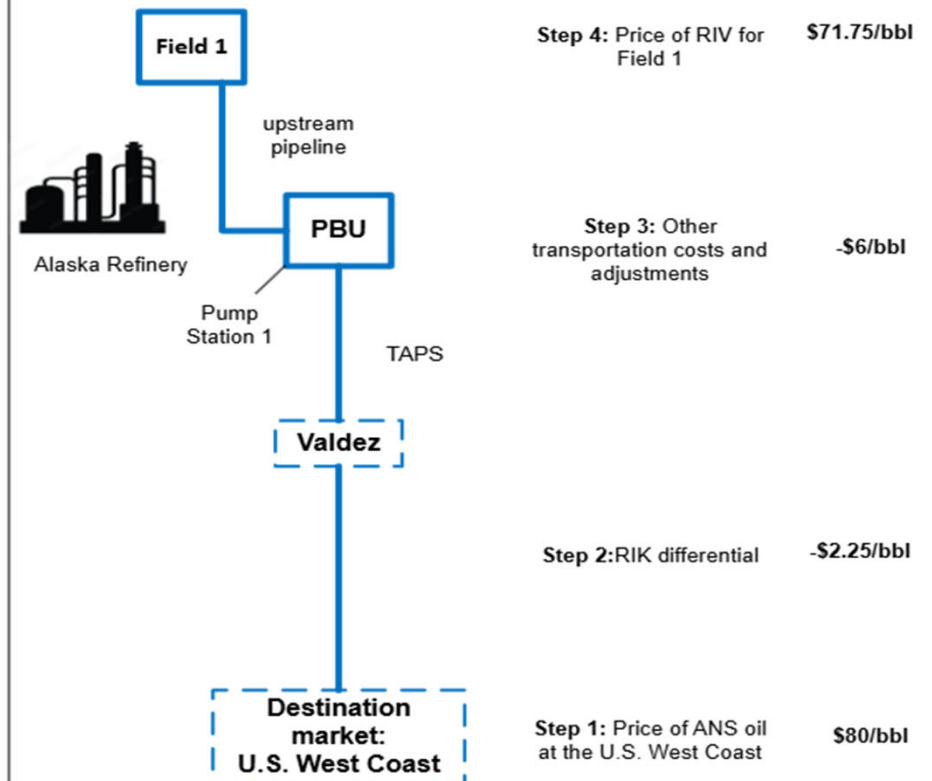 Field 1
Step 4: Price of RIV for
Field 1
$71.75/bbl
upstream
pipeline
Alaska Refinery
PBU
Pump
Station 1
Step 3: Other
transportation costs and
adjustments
-$6/bbl
TAPS
Valdez
Step 2:RIK differential
-$2.25/bbl
Destination
market:
U.S. West Coast
Step 1: Price of ANS oil
at the U.S. West Coast
$80/bbl